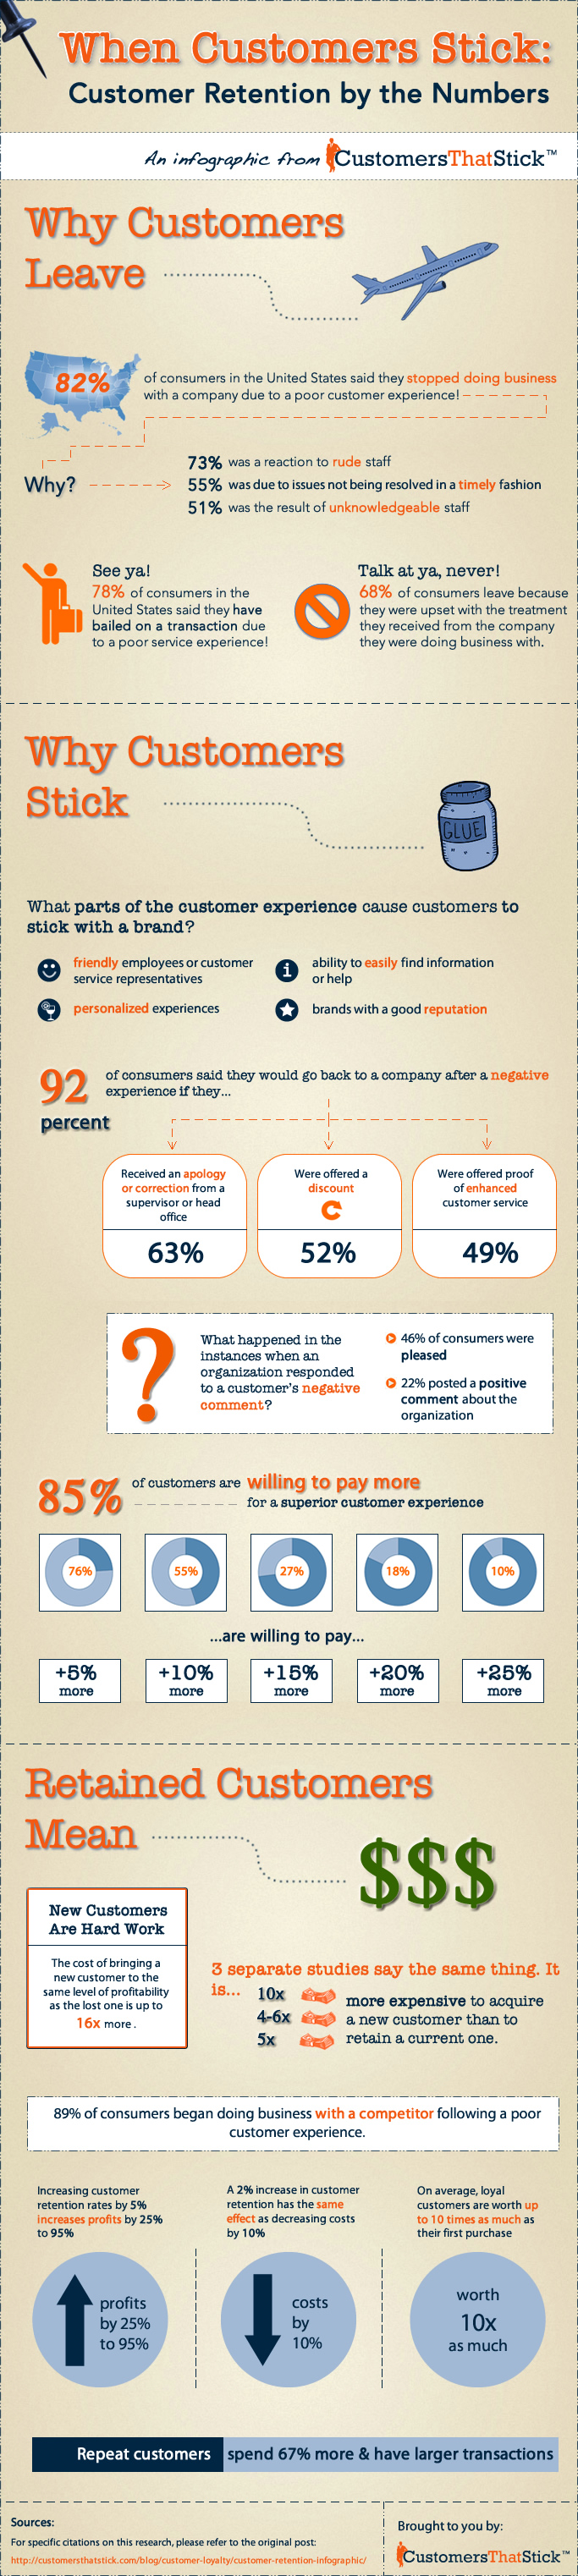 When Customers Stick:
Customer Retention by the Numbers
An infographic from CustomersThatStick™
Why Customers
Leave
82%
of consumers in the United States said they stopped doing business
with a company due to a poor customer experience!
Why?
73% was a reaction to rude staff
55% was due to issues not being resolved in a timely fashion
51% was the result of unknowledgeable staff
See ya!
78% of consumers in the
United States said they have
bailed on a transaction due
to a poor service experience!
Talk at ya, never!
68% of consumers leave because
they were upset with the treatment
they received from the company
they were doing business with.
Why Customers
Stick
GLUE
What parts of the customer experience cause customers to
stick with a brand?
friendly employees or customer
service representatives
ability to easily find information
or help
personalized experiences
brands with a good reputation
92
percent
of consumers said they would go back to a company after a negative
experience if they...
Received an apology
or correction from a
supervisor or head
office
63%
Were offered a
discount
52%
Were offered proof
of enhanced
customer service
49%
?
What happened in the
instances when an
organization responded
to a customer's negative
comment?
46% of consumers were
pleased
22% posted a positive
comment about the
organization
85%
of customers are willing to pay more
for a superior customer experience
76%
55%
27%
18%
10%
...are willing to pay...
+5%
more
+10%
more
+15%
more
+20%
more
+25%
more
Retained Customers
Mean
$$$
New Customers
Are Hard Work
The cost of bringing a
new customer to the
same level of profitability
as the lost one is up to
16x more .
3 separate studies say the same thing. It
is...
10x
4-6x
5x
more expensive to acquire
a new customer than to
retain a current one.
89% of consumers began doing business with a competitor following a poor
customer experience.
Increasing customer
retention rates by 5%
increases profits by 25%
to 95%
profits
by 25%
to 95%
A 2% increase in customer
retention has the same
effect as decreasing costs
by 10%
costs
by
10%
On average, loyal
customers are worth up
to 10 times as much as
their first purchase
worth
10x
as much
Repeat customers spend 67% more & have larger transactions
Sources:
For specific citations on this research, please refer to the original post:
http://customersthatstick.com/blog/customer-loyalty/customer-retention-infographic/
Brought to you by:
CustomersThatStick™